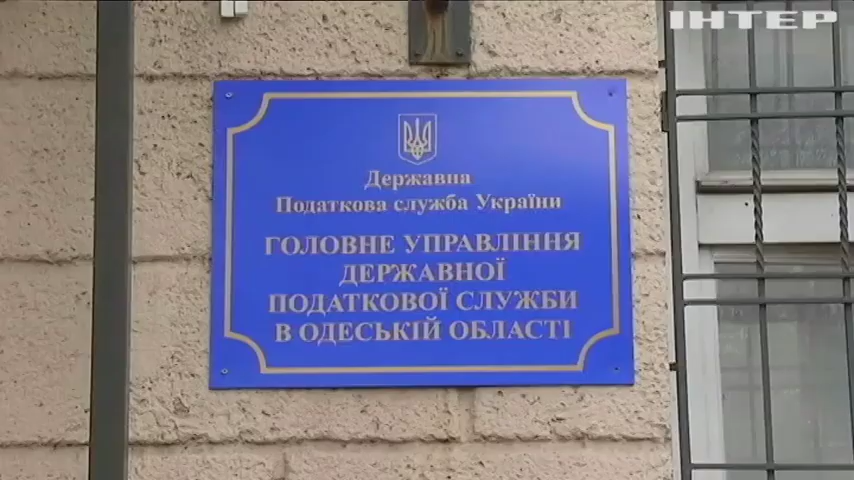 ІНТЕР
Державна
Податкова служба України
ГОЛОВНЕ УПРАВЛІННЯ
ДЕРЖАВНОЇ
ПОДАТКОВОЇ СЛУЖБИ
В ОДЕСЬКІЙ ОБЛАСТІ